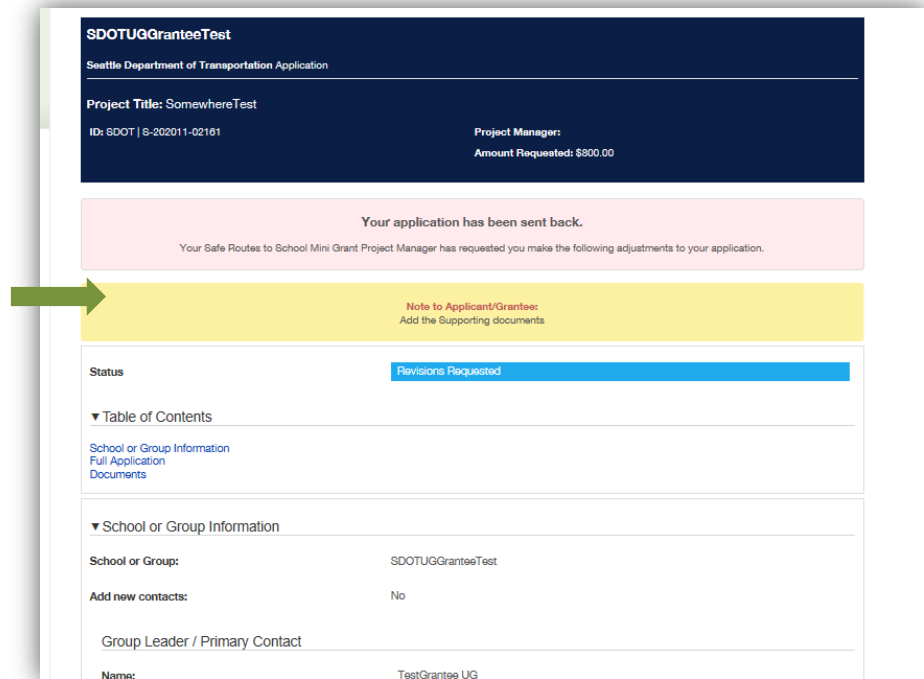 SDOTUGGranteeTest
Seattle Department of Transportation Application
Project Title: SomewhereTest
ID: SDOT | S-202011-02161
Project Manager:
Amount Requested: $800.00
Your application has been sent back.
Your Safe Routes to School Mini Grant Project Manager has requested you make the following adjustments to your application.
Note to Applicant/Grantee:
Add the Supporting documents
Status Revisions Requested
▼Table of Contents
School or Group Information
Full Application
Documents
▼School or Group Information
School or Group: SDOTUGGranteeTest
Add new contacts: No
Group Leader / Primary Contact
Name: TestGrantee UG